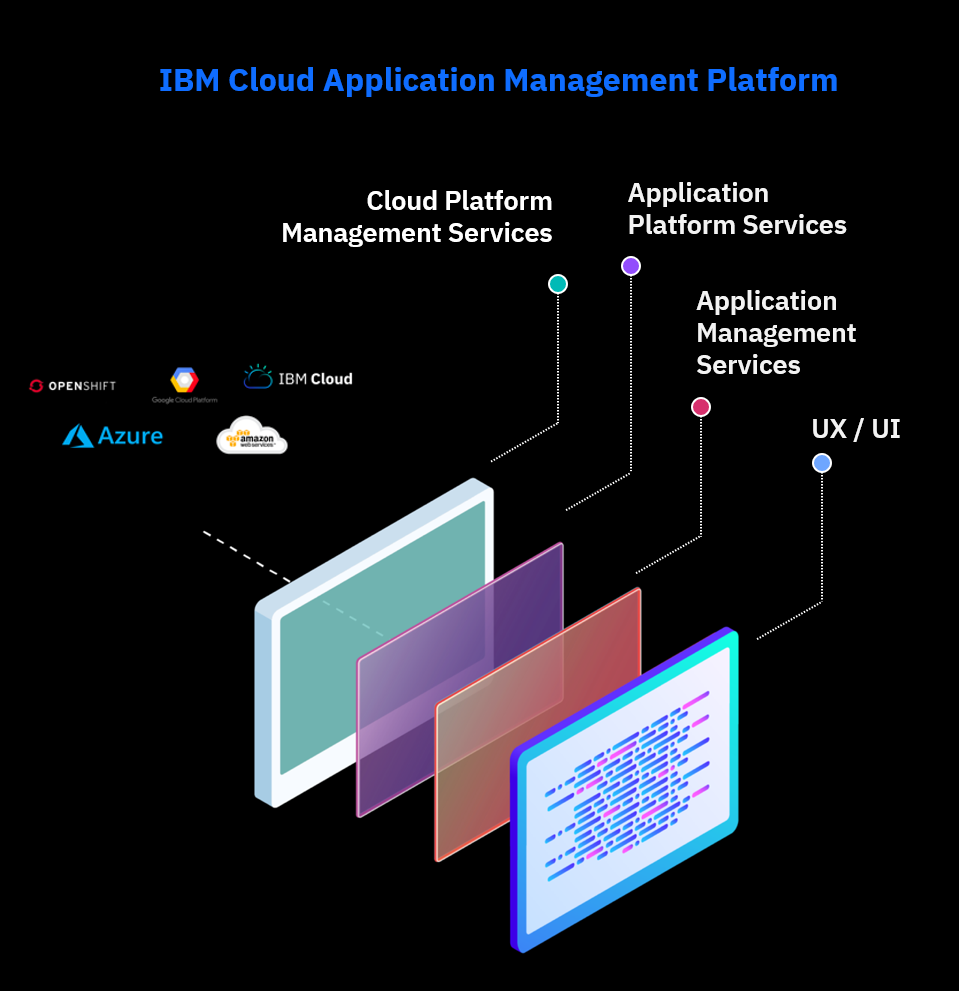 IBM Cloud Application Management Platform
Cloud Platform
Management Services
Application
Platform Services
Application
Management
Services
UX / UI
OPENSHIFT
Google Cloud Platform
IBM Cloud
Azure
amazon
web services™